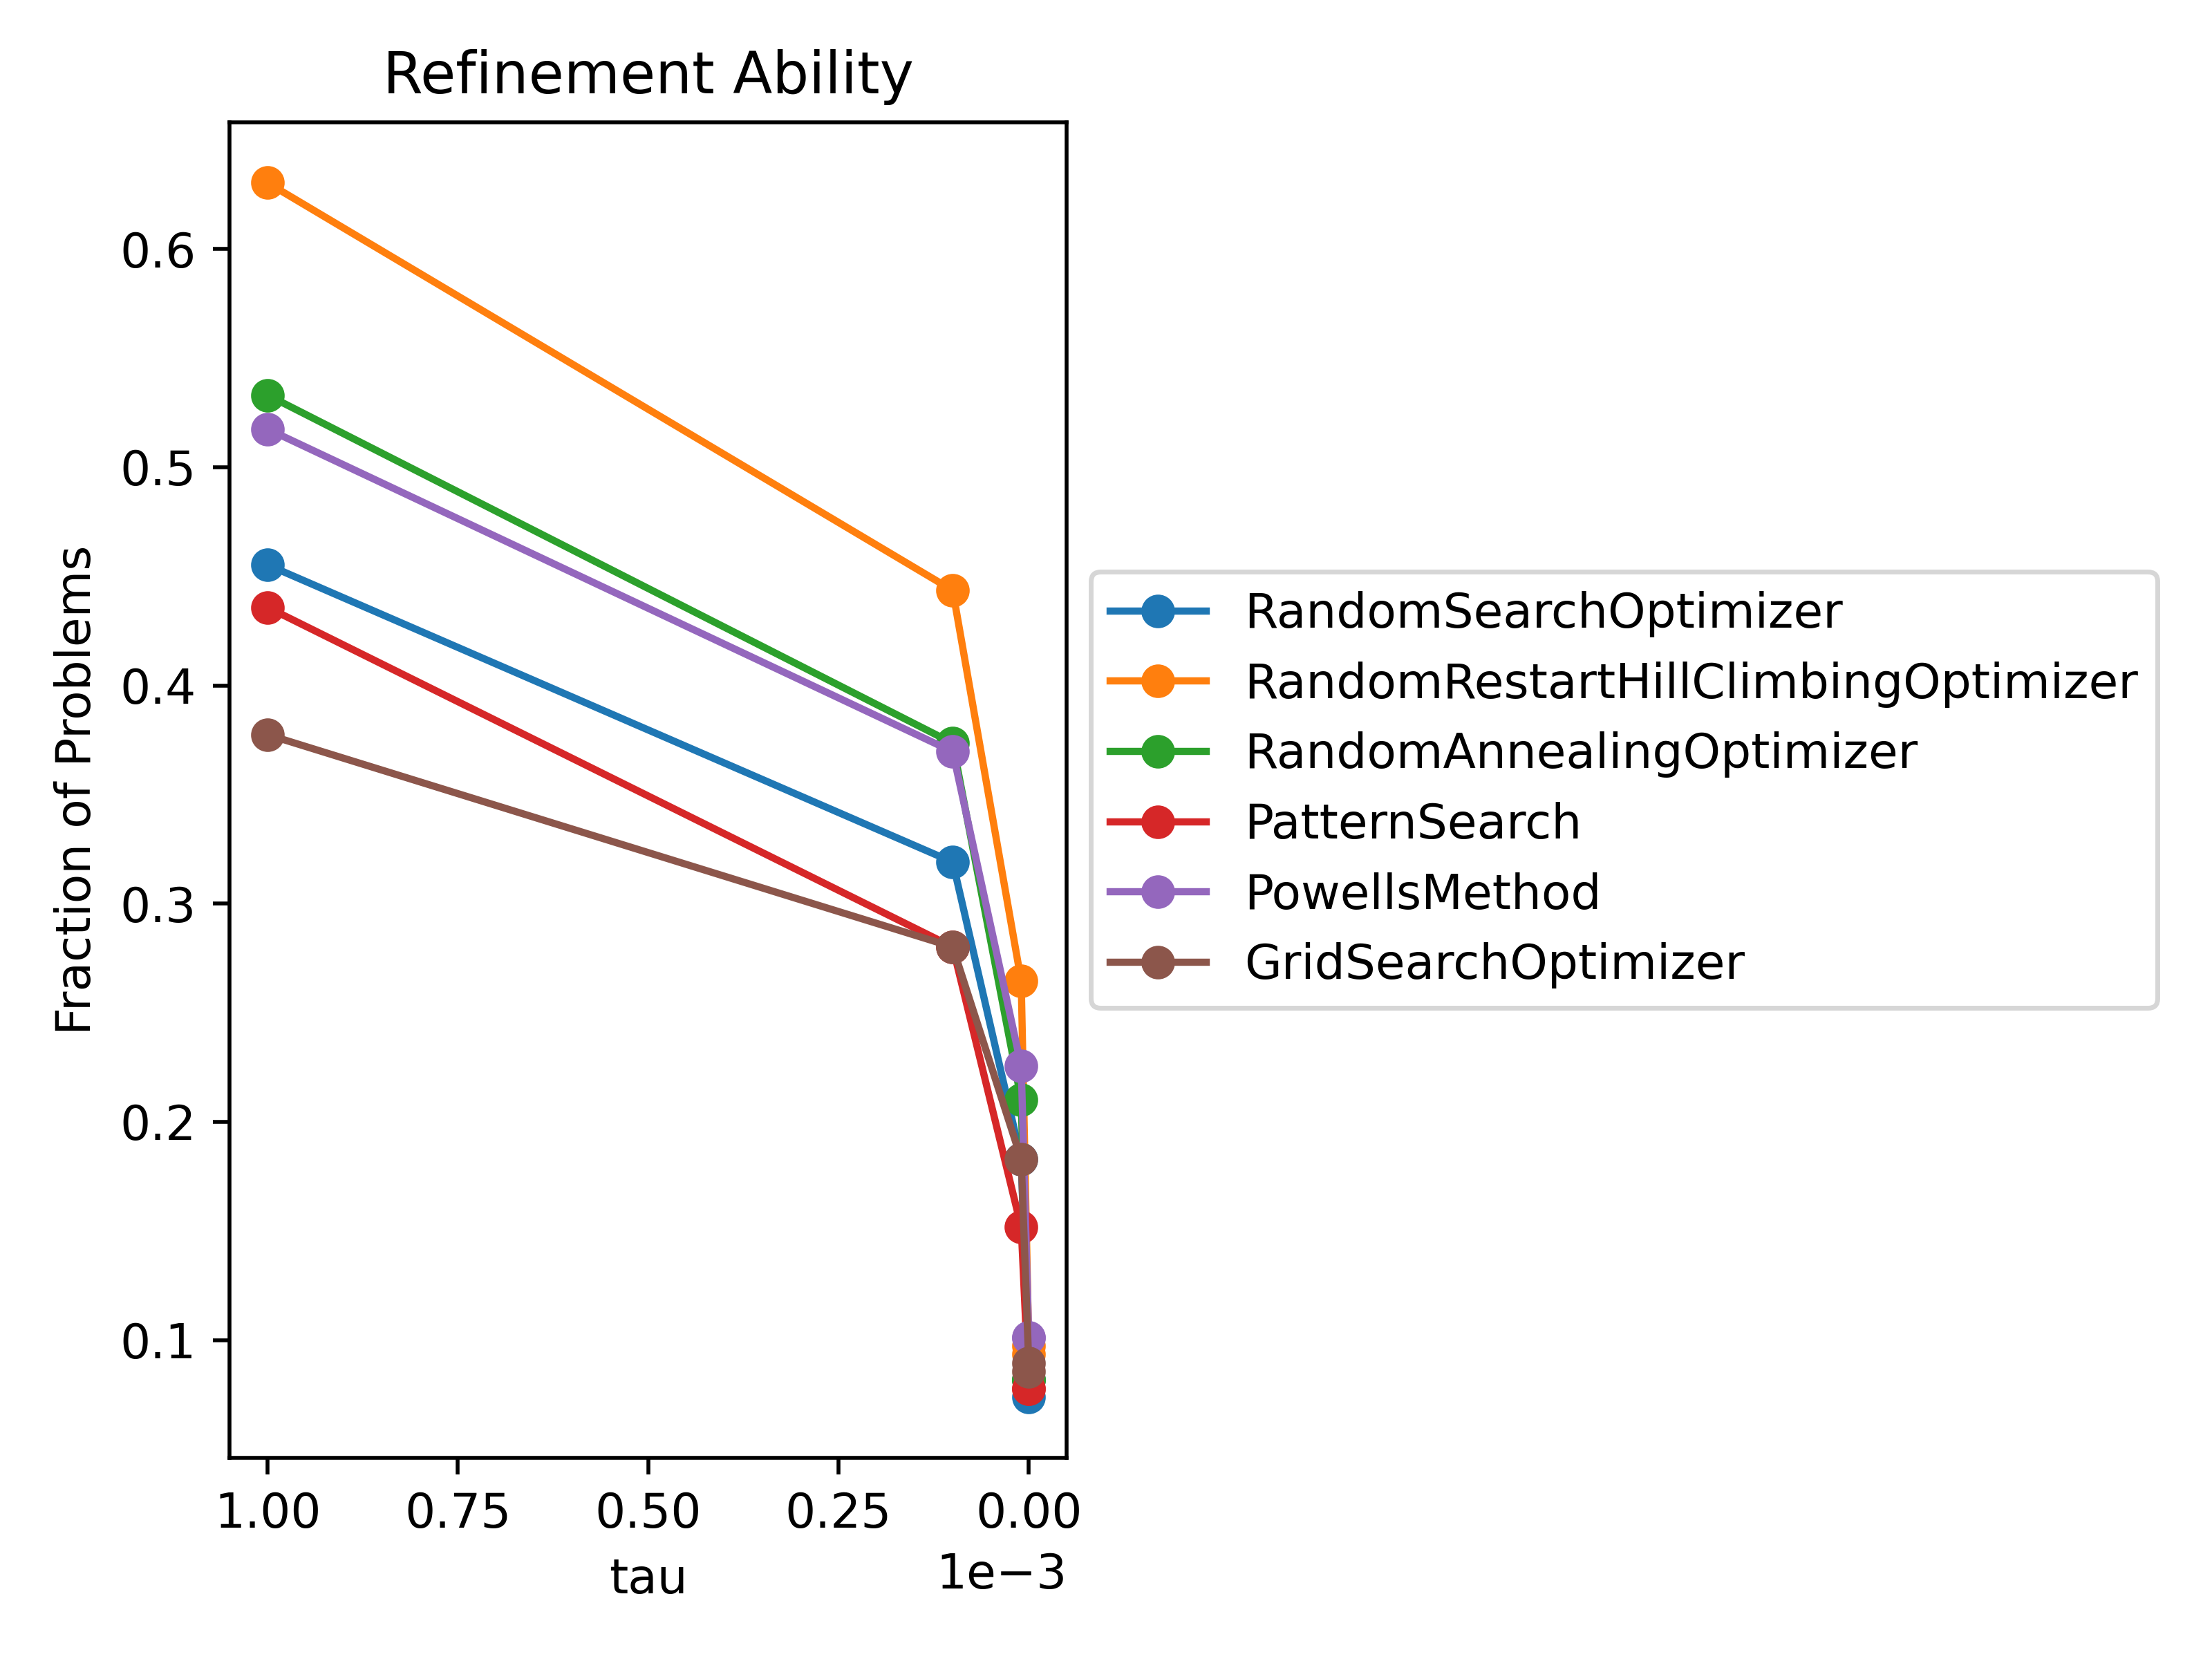 Refinement Ability
Fraction of Problems
0.6
0.5
0.4
0.3
0.2
0.1
1.00 0.75 0.50 0.25 0.00
tau
1e−3
RandomSearchOptimizer
RandomRestartHillClimbingOptimizer
RandomAnnealingOptimizer
PatternSearch
PowellsMethod
GridSearchOptimizer